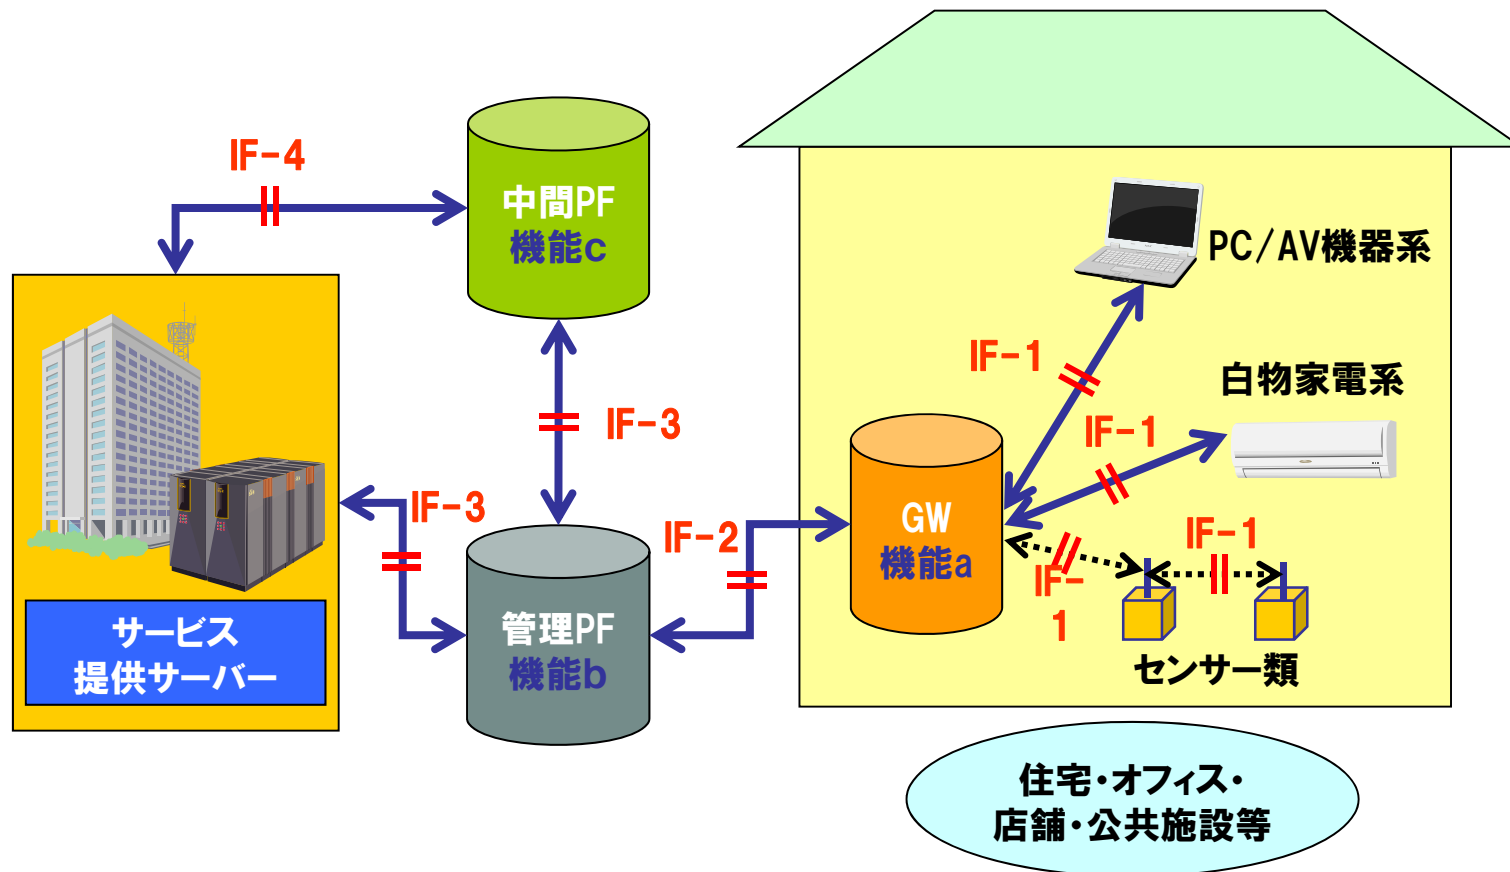 IF-4
中間PF
機能c
PC/AV機器系
IF-1
白物家電系
IF-3
IF-1
IF-3
GW
機能a
IF-2
IF-1
IF-
1
サービス
提供サーバー
管理PF
機能b
センサー類
住宅・オフィス・
店舗・公共施設等